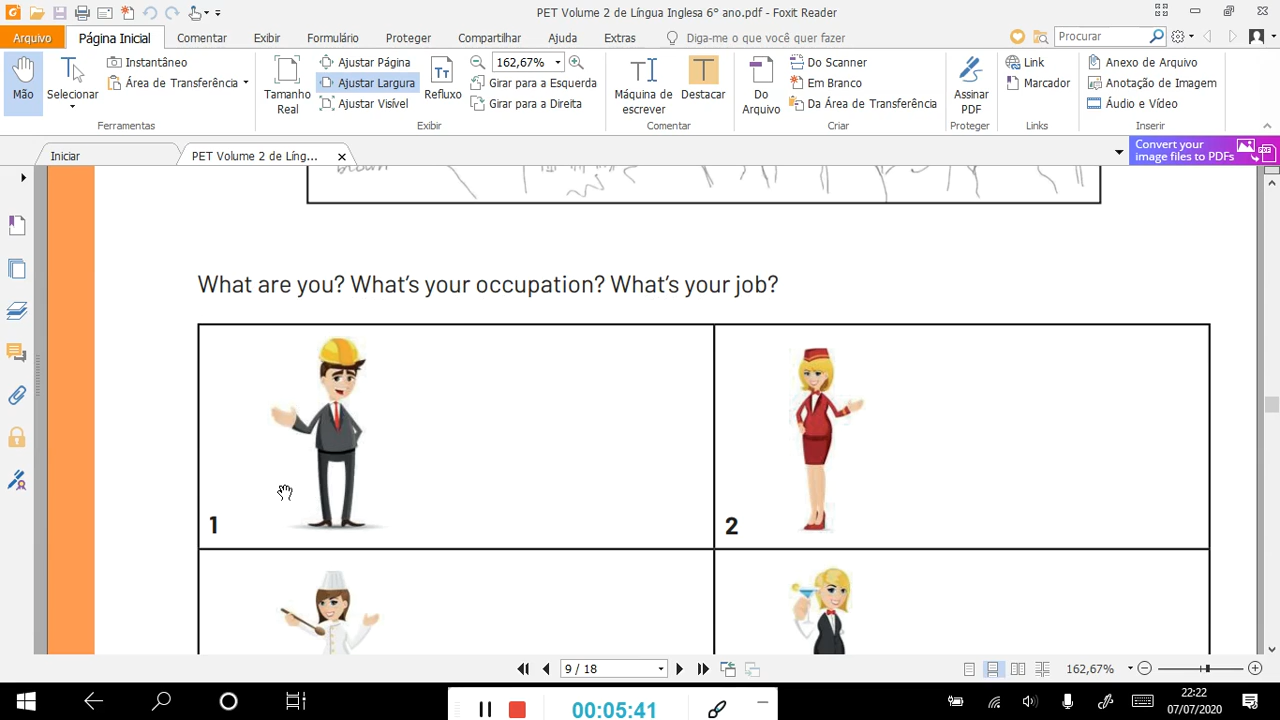 PET Volume 2 de Língua Inglesa 6° ano.pdf - Foxit Reader
Arquivo Página Inicial Comentar Exibir Formulário Proteger Compartilhar Ajuda Extras Diga-me o que você quer fazer Procurar
Mão
Selecionar
Instantâneo
Área de Transferência
Ferramentas
Tamanho Real
Ajustar Página
Ajustar Largura
Ajustar Visível
Refluxo
162,67%
Girar para a Esquerda
Girar para a Direita
Exibir
Máquina de escrever
Destacar
Comentar
Do Arquivo
Do Scanner
Em Branco
Da Área de Transferência
Criar
Assinar PDF
Proteger
Link
Marcador
Links
Anexo de Arquivo
Anotação de Imagem
Áudio e Vídeo
Inserir
Iniciar
PET Volume 2 de Líng...
Convert your
image files to PDFs
What are you? What's your occupation? What's your job?
1
2
9 / 18
162,67%
00:05:41
22:22
07/07/2020